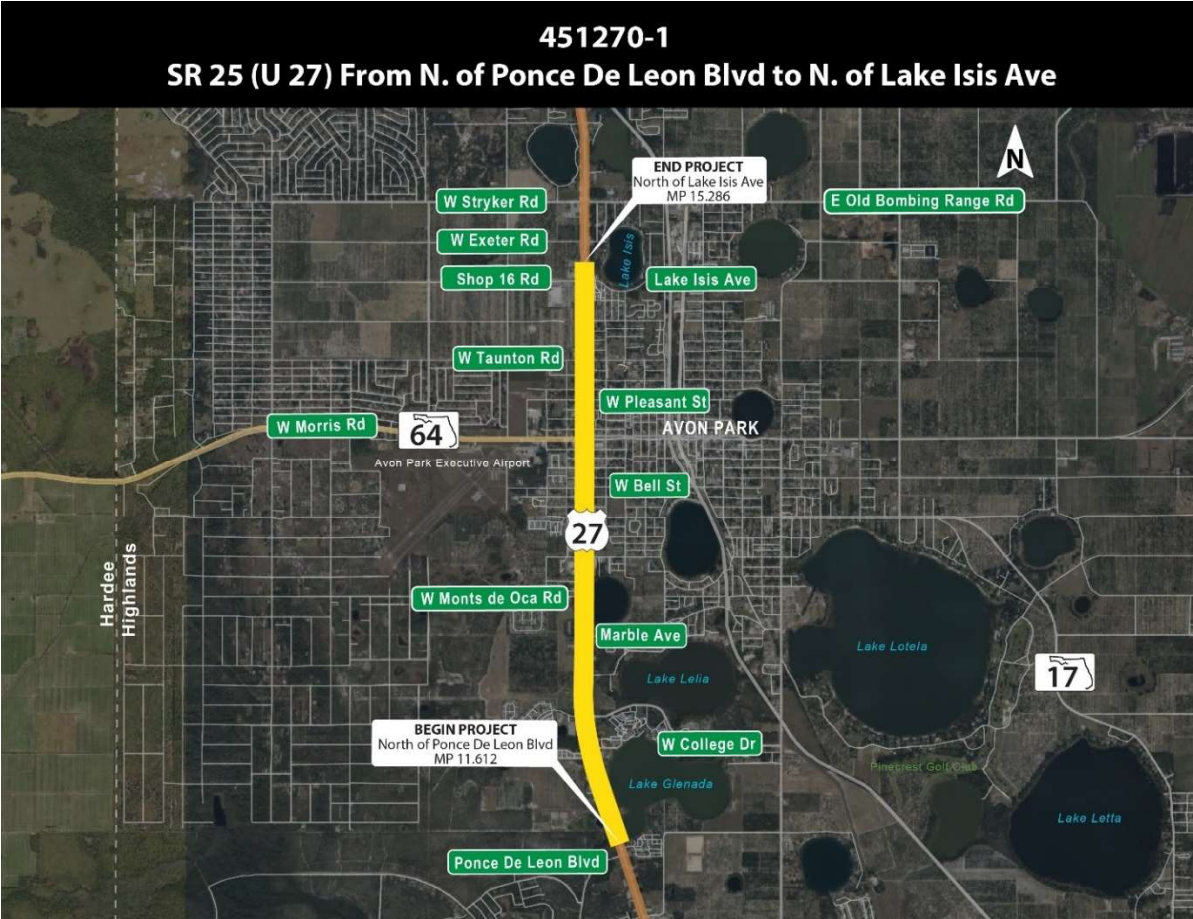 451270-1
SR 25 (U 27) From N. of Ponce De Leon Blvd to N. of Lake Isis Ave
N
END PROJECT
North of Lake Isis Ave
MP 15.286
W Stryker Rd
E Old Bombing Range Rd
W Exeter Rd
Lake Isis
Shop 16 Rd
Lake Isis Ave
W Taunton Rd
W Pleasant St
W Morris Rd
64
AVON PARK
Avon Park Executive Airport
W Bell St
27
Hardee
Highlands
W Monts de Oca Rd
Marble Ave
Lake Lotela
17
Lake Lelia
BEGIN PROJECT
North of Ponce De Leon Blvd
MP 11.612
W College Dr
Pinecrest Golf Club
Lake Glenada
Lake Letta
Ponce De Leon Blvd